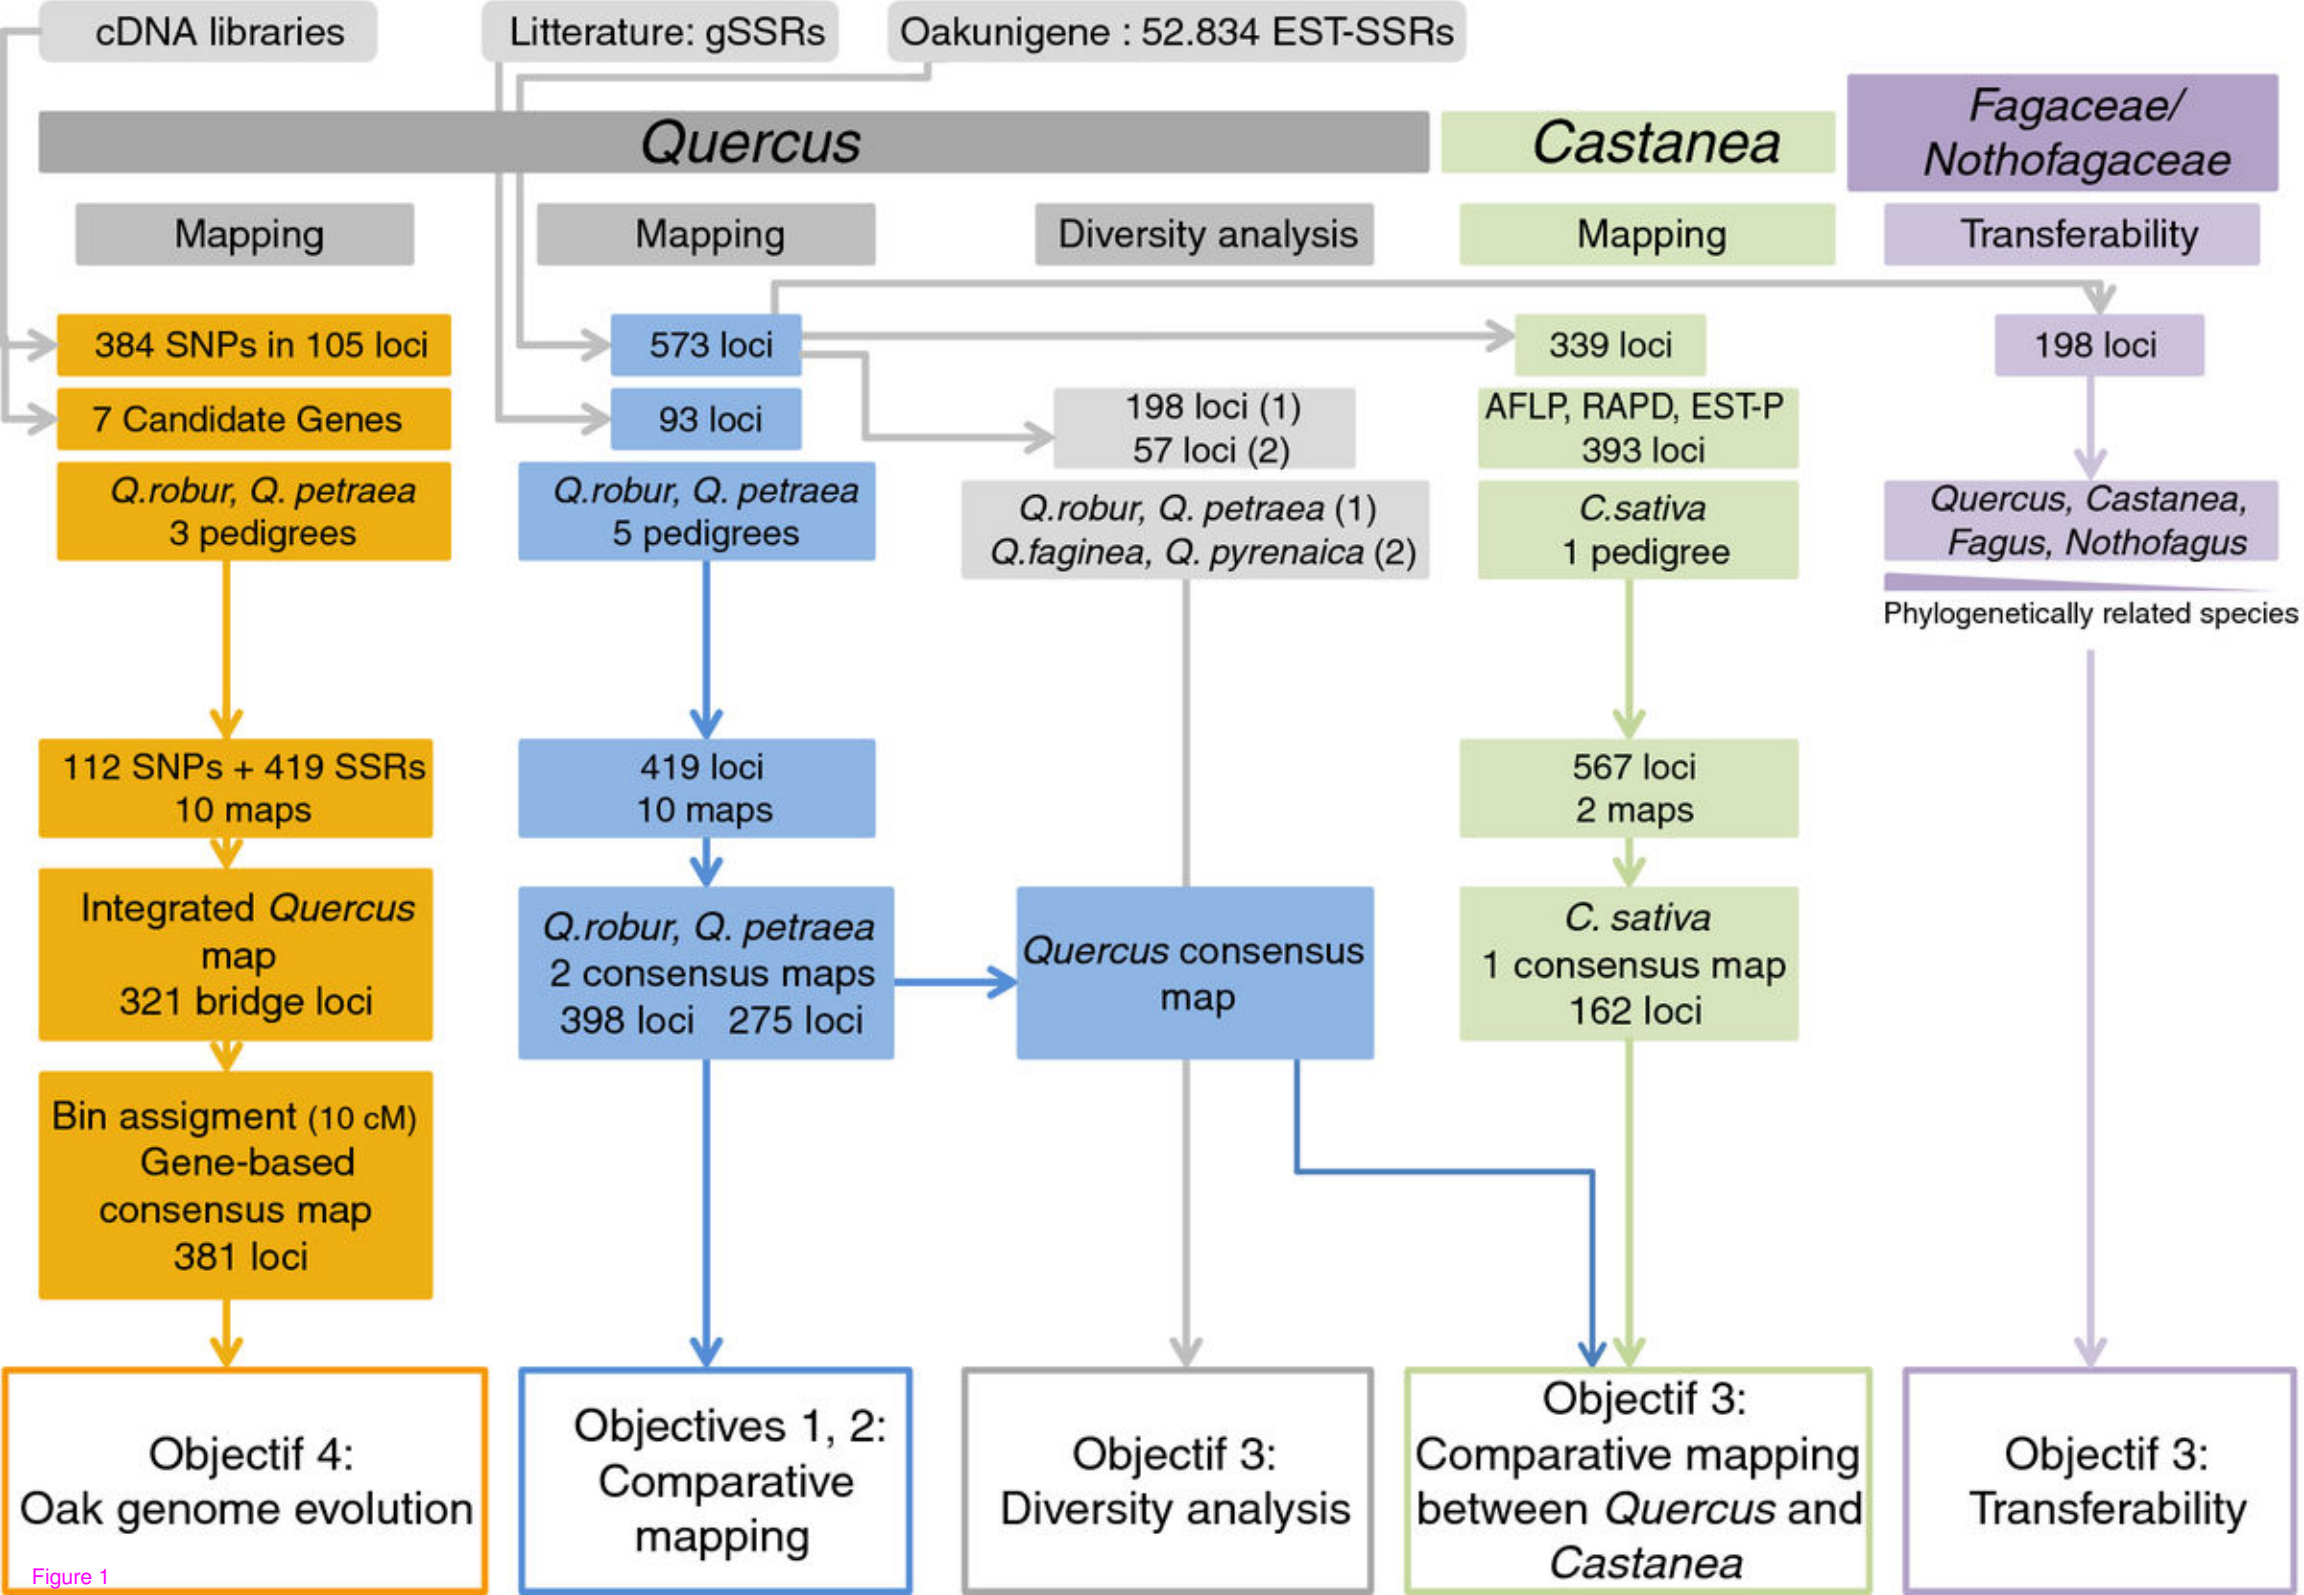 cDNA libraries
Litterature: gSSRs
Oakunigene : 52.834 EST-SSRs
Quercus
Castanea
Fagaceae/
Nothofagaceae
Mapping
Mapping
Diversity analysis
Mapping
Transferability
384 SNPs in 105 loci
7 Candidate Genes
Q.robur, Q. petraea
3 pedigrees
112 SNPs + 419 SSRs
10 maps
Integrated Quercus
map
321 bridge loci
Bin assigment (10 cM)
Gene-based
consensus map
381 loci
Objectif 4:
Oak genome evolution
573 loci
93 loci
Q.robur, Q. petraea
5 pedigrees
419 loci
10 maps
Q.robur, Q. petraea
2 consensus maps
398 loci 275 loci
Objectives 1, 2:
Comparative
mapping
198 loci (1)
57 loci (2)
Q.robur, Q. petraea (1)
Q.faginea, Q. pyrenaica (2)
Quercus consensus
map
Objectif 3:
Diversity analysis
339 loci
AFLP, RAPD, EST-P
393 loci
C.sativa
1 pedigree
567 loci
2 maps
C. sativa
1 consensus map
162 loci
Objectif 3:
Comparative mapping
between Quercus and
Castanea
198 loci
Quercus, Castanea,
Fagus, Nothofagus
Phylogenetically related species
Objectif 3:
Transferability
Figure 1